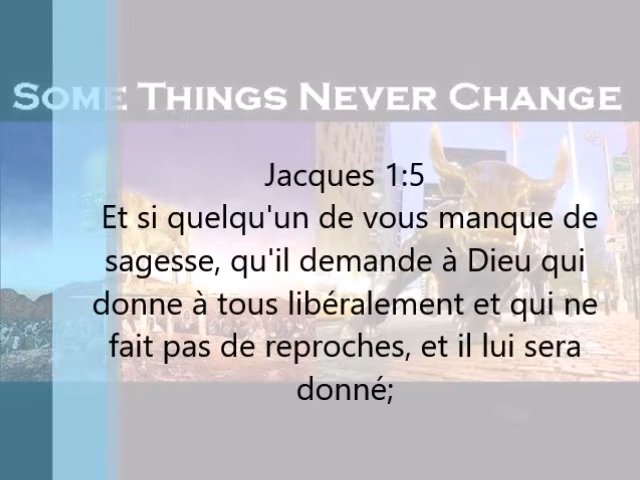 SOME THINGS NEVER CHANGE
Jacques 1:5
Et si quelqu'un de vous manque de
sagesse, qu'il demande à Dieu qui
donne à tous libéralement et qui ne
fait pas de reproches, et il lui sera
donné;